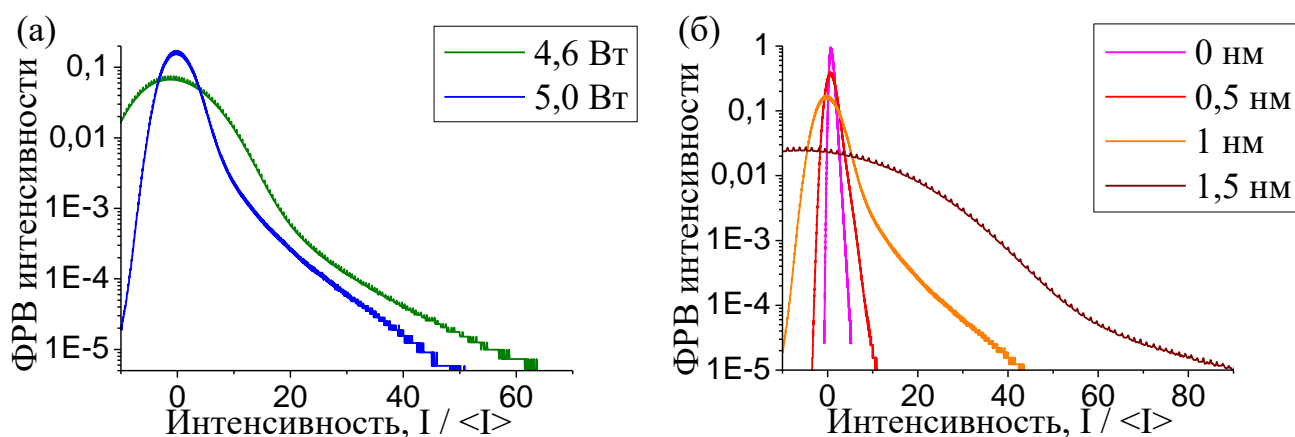 (а)
ФРВ интенсивности
0,1
0,01
1E-3
1E-4
1E-5
0 20 40 60
Интенсивность, I / <I>
4,6 Вт
5,0 Вт
(б)
ФРВ интенсивности
1
0,1
0,01
1E-3
1E-4
1E-5
0 20 40 60 80
Интенсивность, I / <I>
0 нм
0,5 нм
1 нм
1,5 нм